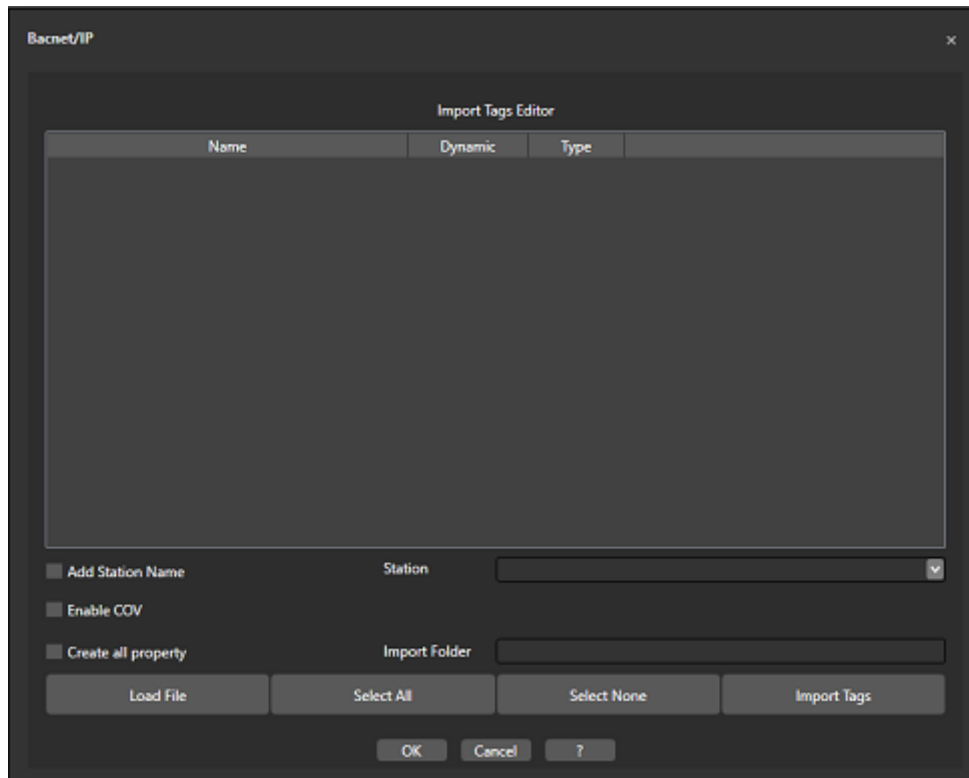 Bacnet/IP
×
Import Tags Editor
Name Dynamic Type
Add Station Name Station
Enable COV
Create all property Import Folder
Load File Select All Select None Import Tags
OK Cancel ?